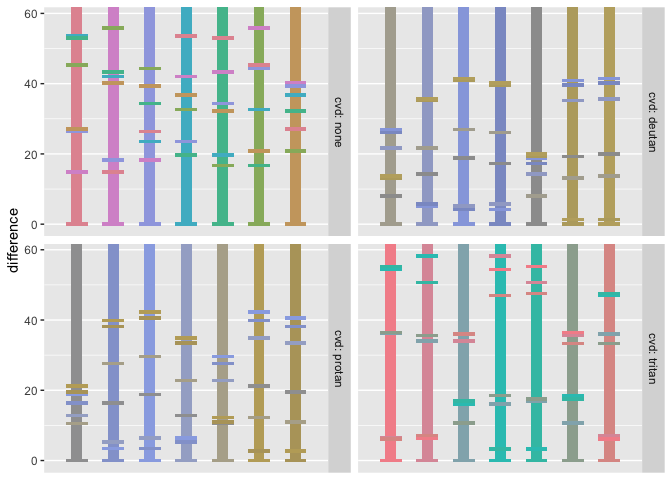 60
40
20
0
cvd: none
cvd: deutan
difference
60
40
20
0
cvd: protan
cvd: tritan